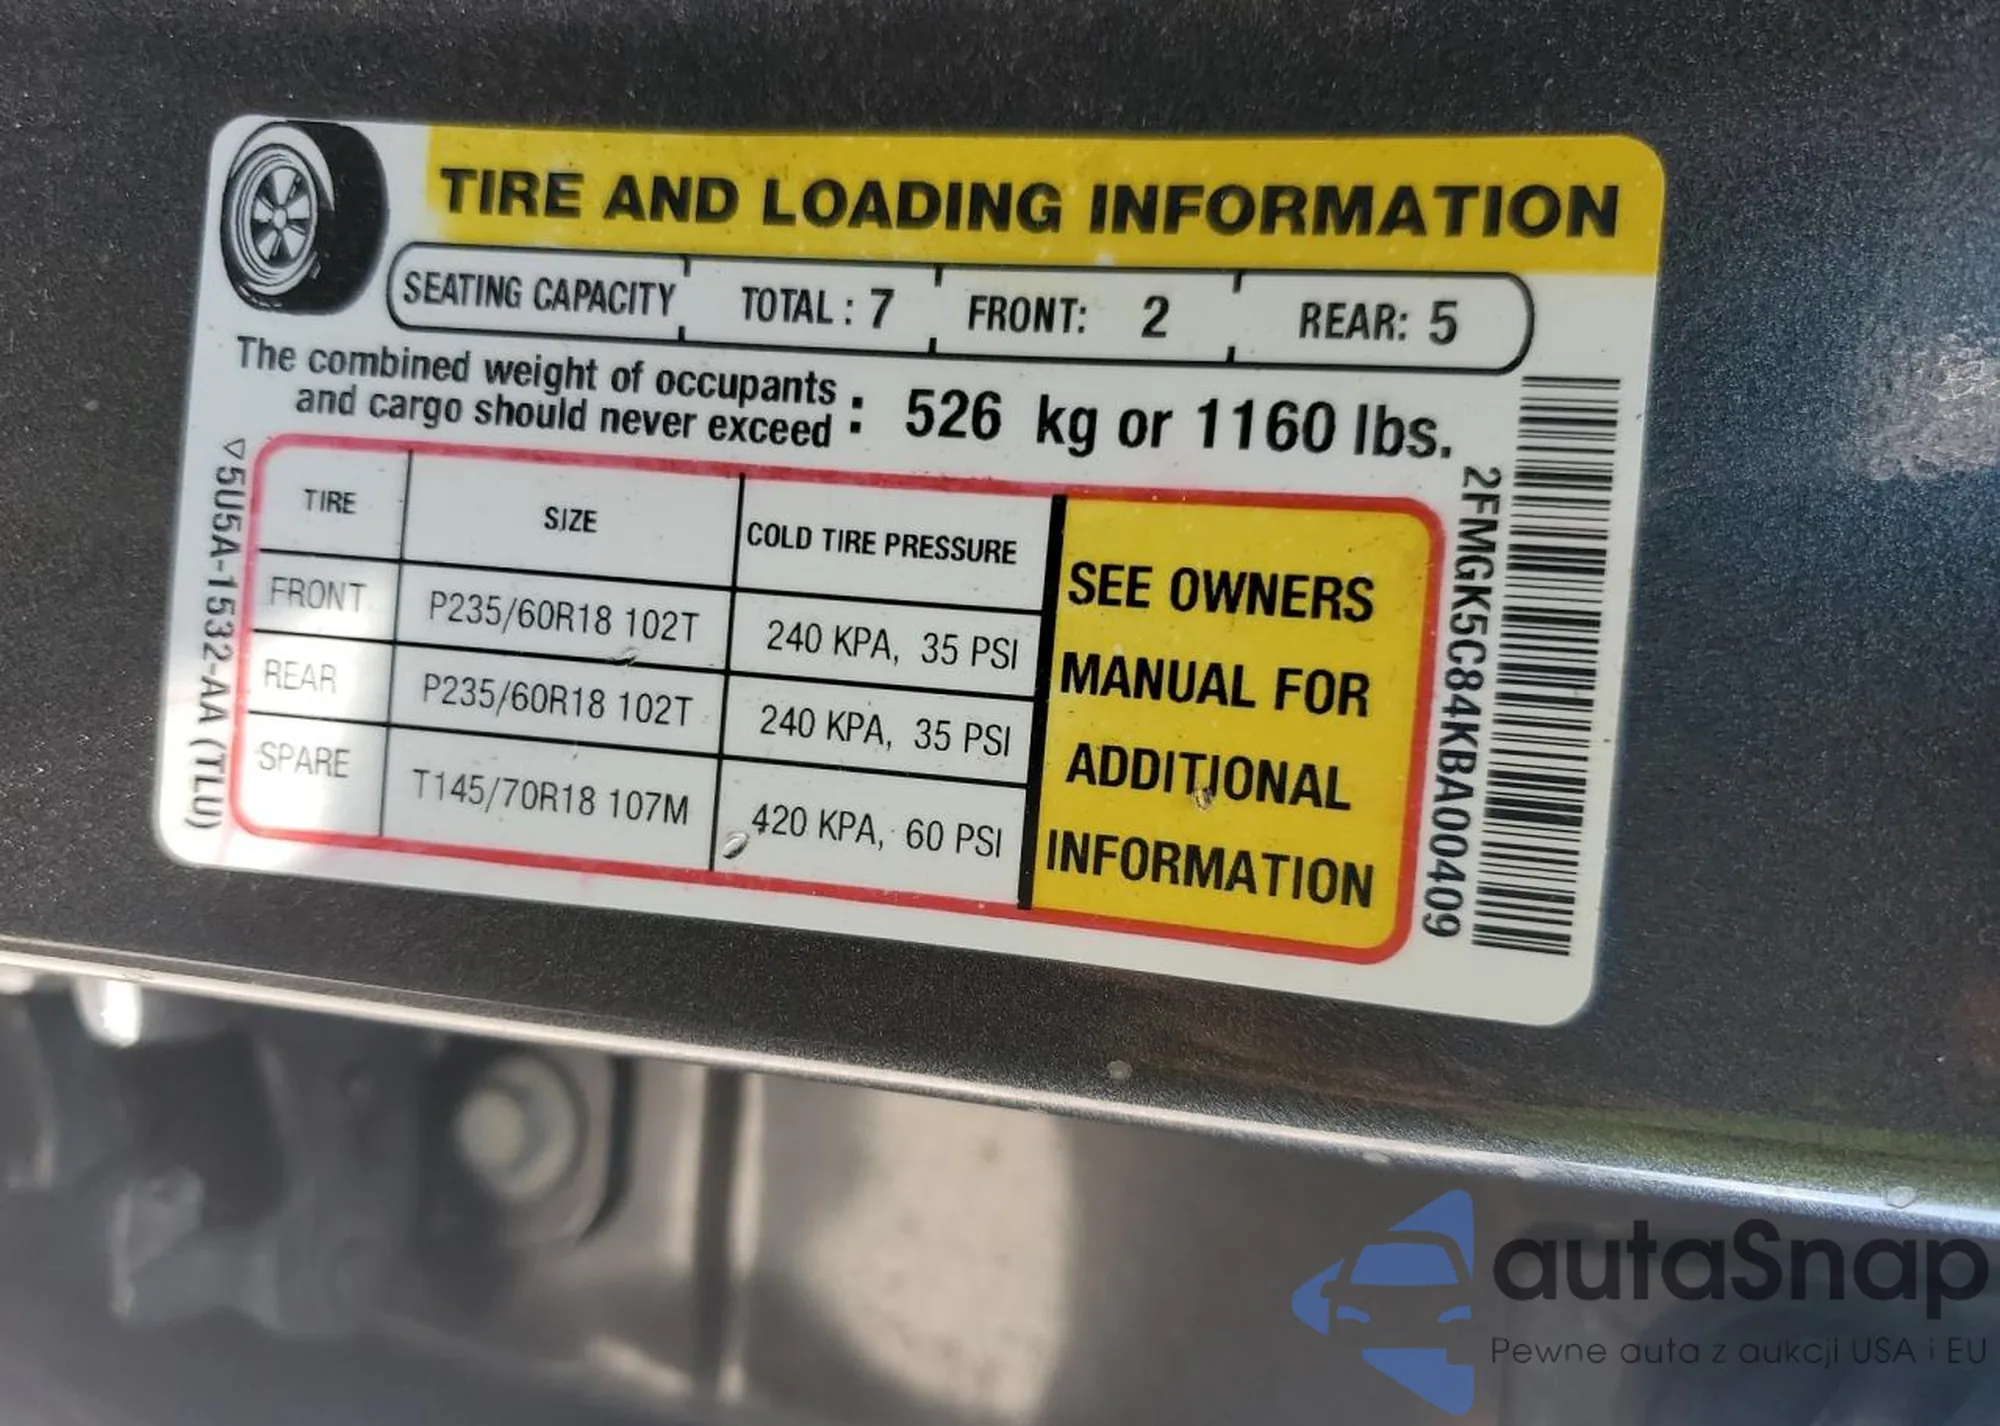 TIRE AND LOADING INFORMATION
SEATING CAPACITY TOTAL : 7 FRONT: 2 REAR: 5
The combined weight of occupants
and cargo should never exceed : 526 kg or 1160 lbs.
TIRE SIZE COLD TIRE PRESSURE
FRONT P235/60R18 102T 240 KPA, 35 PSI
REAR P235/60R18 102T 240 KPA, 35 PSI
SPARE T145/70R18 107M 420 KPA, 60 PSI
SEE OWNERS
MANUAL FOR
ADDITIONAL
INFORMATION
▽5U5A-1532-AA (TLU)
2FMGK5C84KBA00409
autaSnap
Pewne auta z aukcji USA i EU